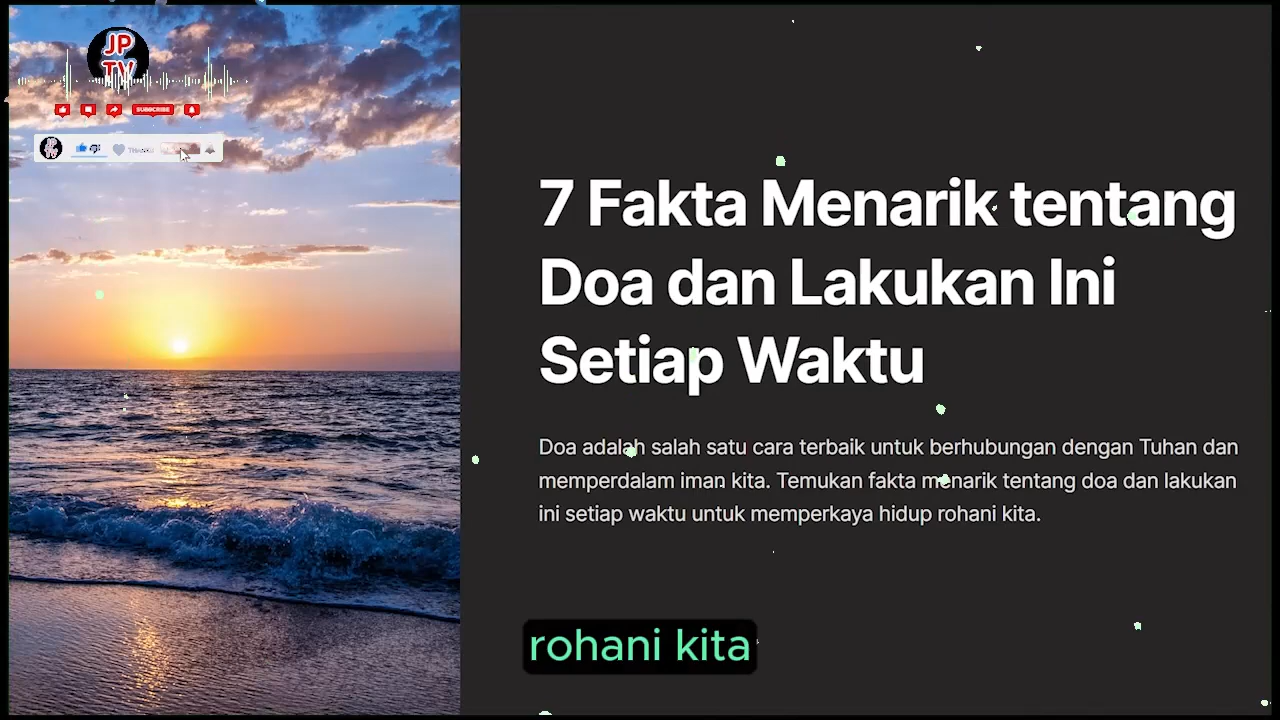 JP
TV
SUBSCRIBE
7 Fakta Menarik tentang
Doa dan Lakukan Ini
Setiap Waktu
Doa adalah salah satu cara terbaik untuk berhubungan dengan Tuhan dan
memperdalam iman kita. Temukan fakta menarik tentang doa dan lakukan
ini setiap waktu untuk memperkaya hidup rohani kita.
rohani kita